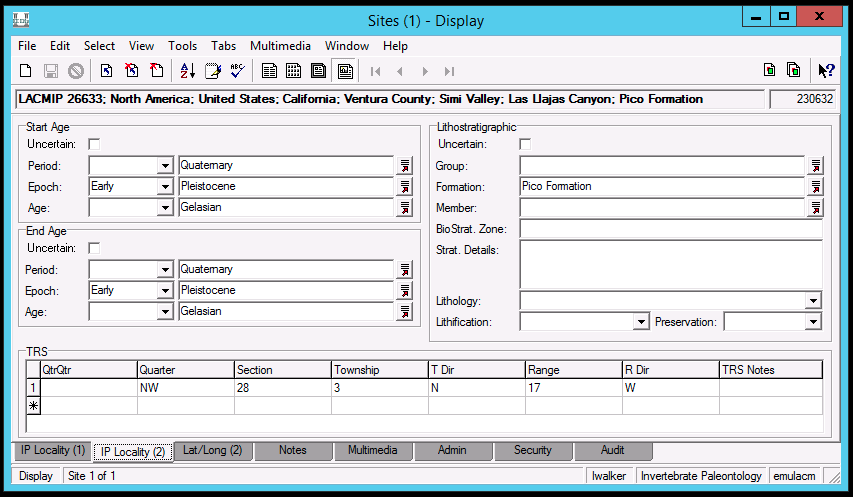 Sites (1) - Display
File Edit Select View Tools Tabs Multimedia Window Help
LACMIP 26633; North America; United States; California; Ventura County; Simi Valley; Las Llajas Canyon; Pico Formation 230632
Start Age
Uncertain:
Period: Quaternary
Epoch: Early Pleistocene
Age: Gelasian
End Age
Uncertain:
Period: Quaternary
Epoch: Early Pleistocene
Age: Gelasian
Lithostratigraphic
Uncertain:
Group:
Formation: Pico Formation
Member:
BioStrat. Zone:
Strat. Details:
Lithology:
Lithification: Preservation:
TRS
QtrQtr Quarter Section Township T Dir Range R Dir TRS Notes
1 NW 28 3 N 17 W
IP Locality (1) IP Locality (2) Lat/Long (2) Notes Multimedia Admin Security Audit
Display Site 1 of 1 lwalker Invertebrate Paleontology emulacm